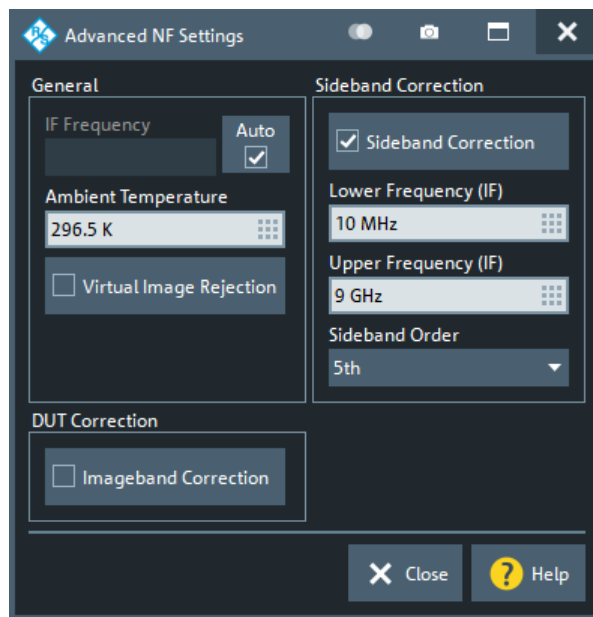 R&S Advanced NF Settings
General
IF Frequency
Auto
Ambient Temperature
296.5 K
Virtual Image Rejection
Sideband Correction
Sideband Correction
Lower Frequency (IF)
10 MHz
Upper Frequency (IF)
9 GHz
Sideband Order
5th
DUT Correction
Imageband Correction
Close
? Help